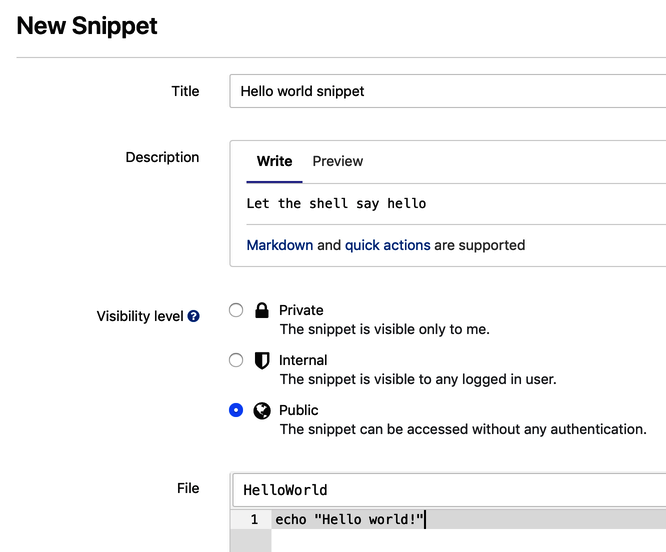 New Snippet
Title
Hello world snippet
Description
Write Preview
Let the shell say hello
Markdown and quick actions are supported
Visibility level ?
Private
The snippet is visible only to me.
Internal
The snippet is visible to any logged in user.
Public
The snippet can be accessed without any authentication.
File
HelloWorld
1 echo "Hello world!"